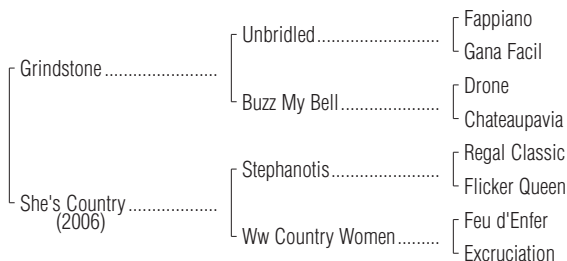 Fappiano
Unbridled
Gana Facil
Grindstone
Drone
Buzz My Bell
Chateaupavia
Regal Classic
Stephanotis
Flicker Queen
She's Country
(2006)
Feu d'Enfer
Ww Country Women
Excruciation